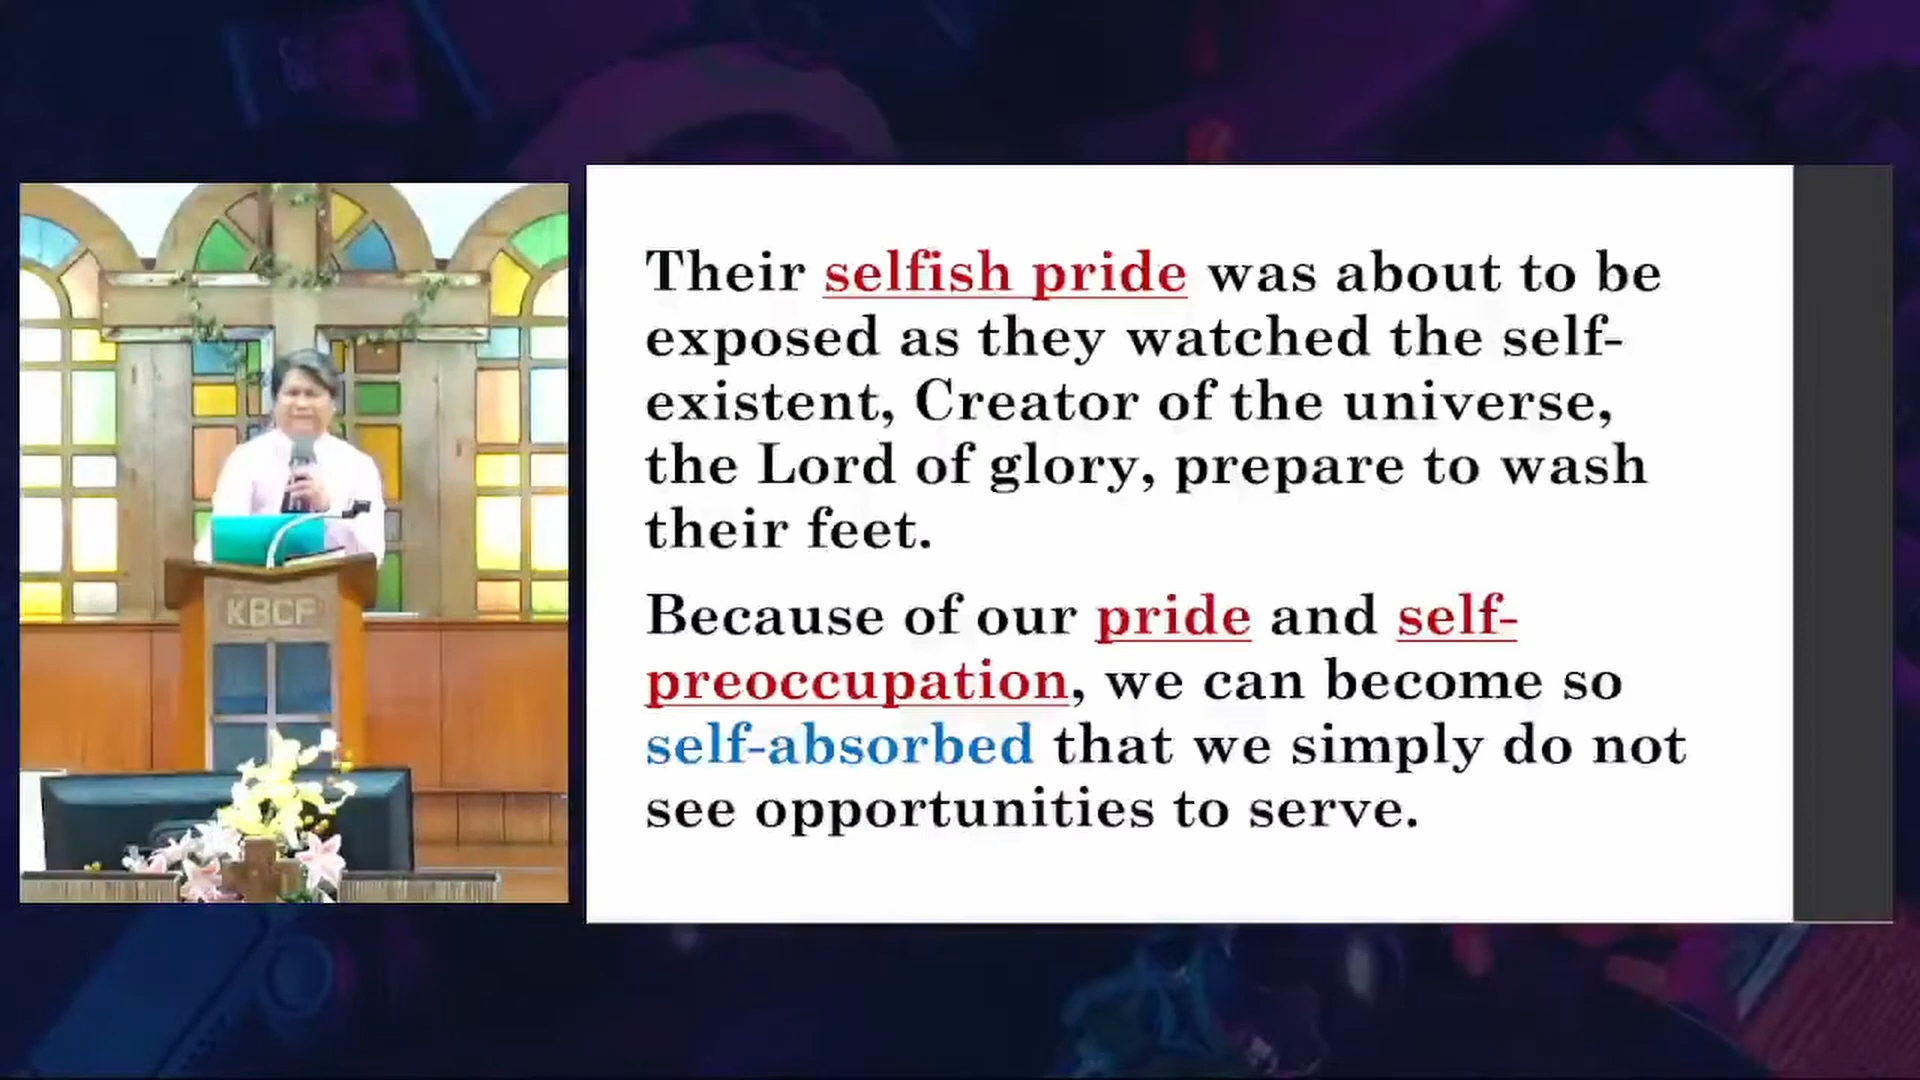 Their selfish pride was about to be
exposed as they watched the self-
existent, Creator of the universe,
the Lord of glory, prepare to wash
their feet.
Because of our pride and self-
preoccupation, we can become so
self-absorbed that we simply do not
see opportunities to serve.
KBCF